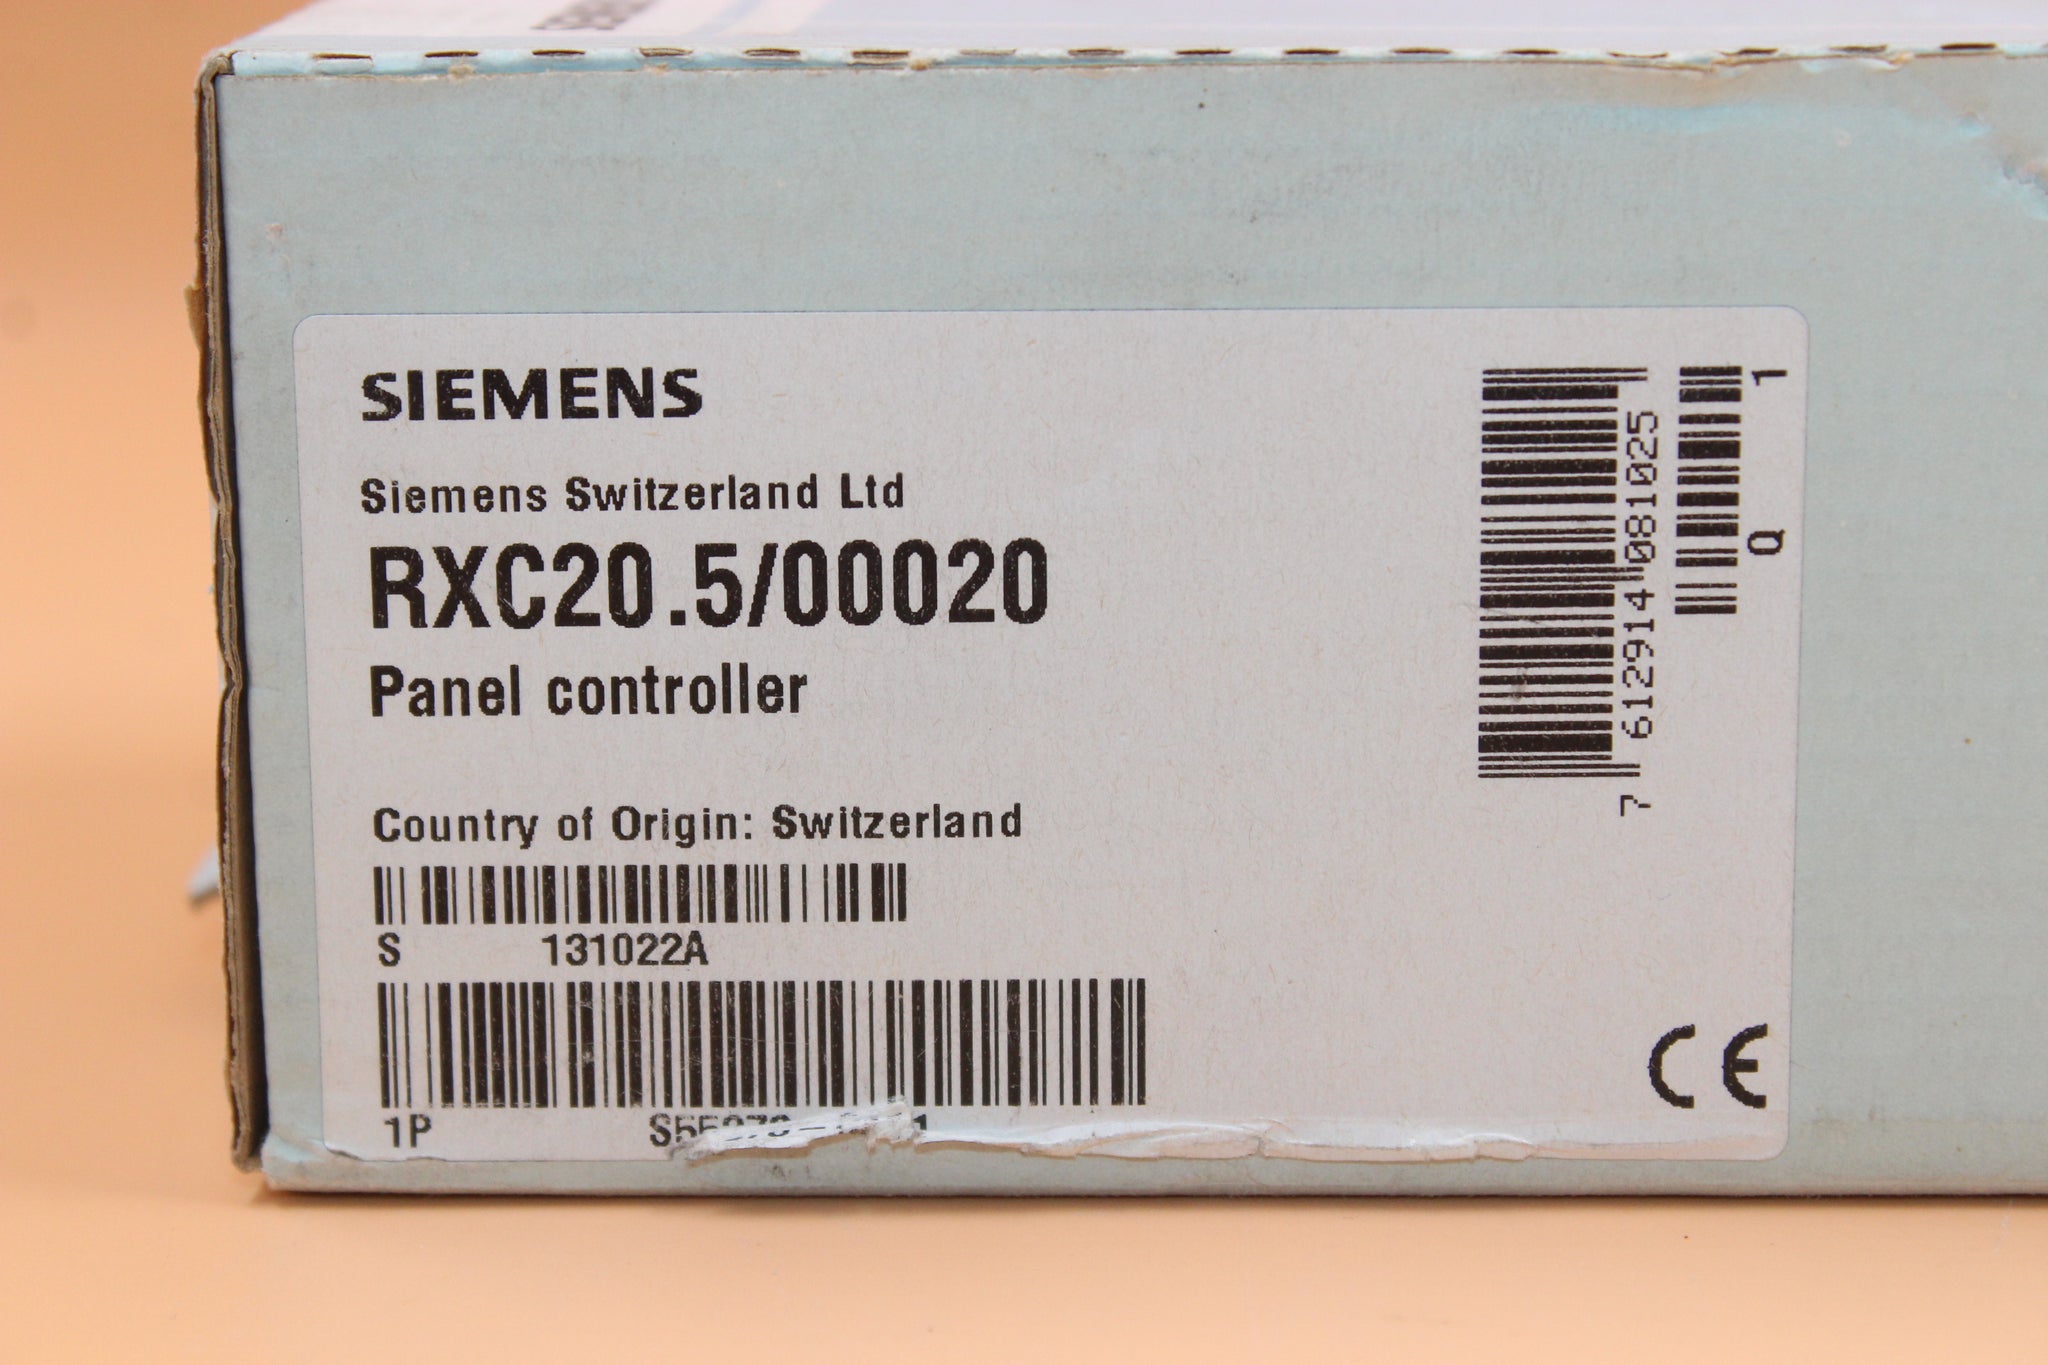 SIEMENS
Siemens Switzerland Ltd
RXC20.5/00020
Panel controller
Country of Origin: Switzerland
S 131022A
1P
7 612914 081025
Q 1
CE